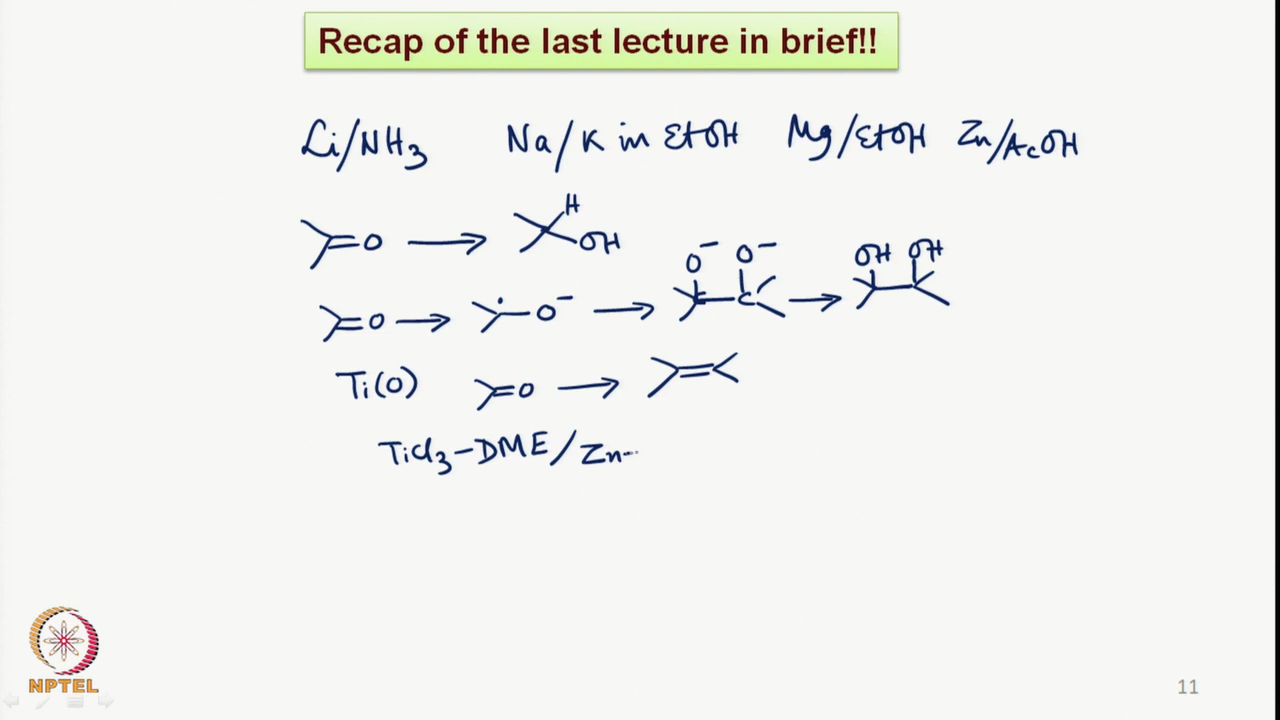 Recap of the last lecture in brief!!
Li/NH3 Na/K in EtOH Mg/EtOH Zn/AcOH
=O → H OH
=O → · –O⁻ → O⁻ O⁻ C → OH OH
Ti(0) =O →
TiCl3–DME/Zn-
NPTEL
11